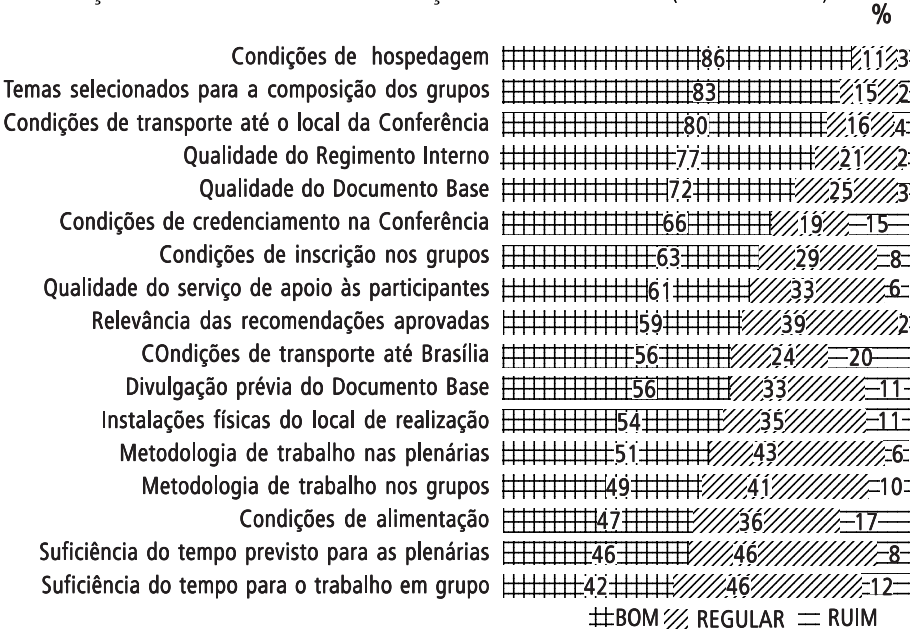 %
Condições de hospedagem 86 11 3
Temas selecionados para a composição dos grupos 83 15 2
Condições de transporte até o local da Conferência 80 16 4
Qualidade do Regimento Interno 77 21 2
Qualidade do Documento Base 72 25 3
Condições de credenciamento na Conferência 66 19 15
Condições de inscrição nos grupos 63 29 8
Qualidade do serviço de apoio às participantes 61 33 6
Relevância das recomendações aprovadas 59 39 2
COndições de transporte até Brasília 56 24 20
Divulgação prévia do Documento Base 56 33 11
Instalações físicas do local de realização 54 35 11
Metodologia de trabalho nas plenárias 51 43 6
Metodologia de trabalho nos grupos 49 41 10
Condições de alimentação 47 36 17
Suficiência do tempo previsto para as plenárias 46 46 8
Suficiência do tempo para o trabalho em grupo 42 46 12
BOM REGULAR RUIM